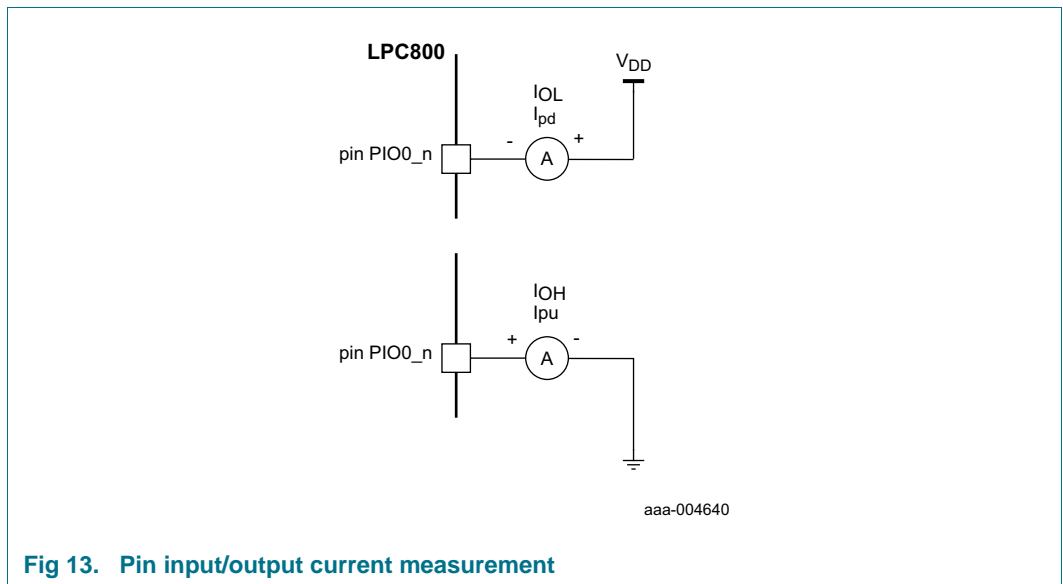 LPC800
VDD
IOL
Ipd
- +
pin PIO0_n
A
IOH
Ipu
+ -
pin PIO0_n
A
aaa-004640
Fig 13. Pin input/output current measurement